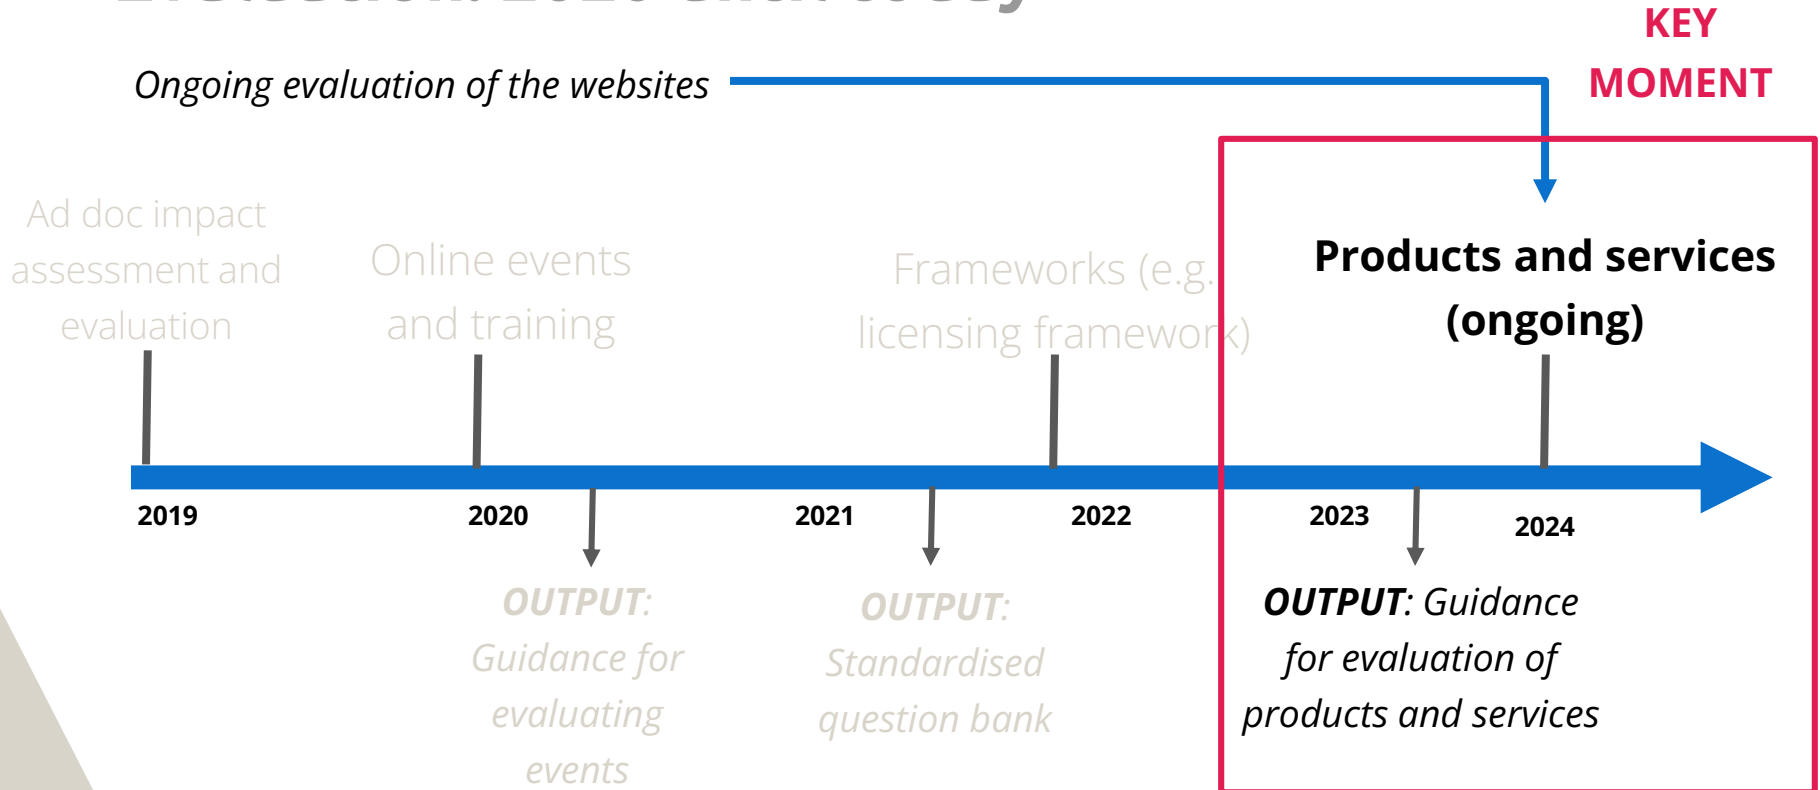 KEY
MOMENT
Ongoing evaluation of the websites
Ad doc impact
assessment and
evaluation
Online events
and training
Frameworks (e.g.
licensing framework)
Products and services
(ongoing)
2019
2020
2021
2022
2023
2024
OUTPUT:
Guidance for
evaluating
events
OUTPUT:
Standardised
question bank
OUTPUT: Guidance
for evaluation of
products and services